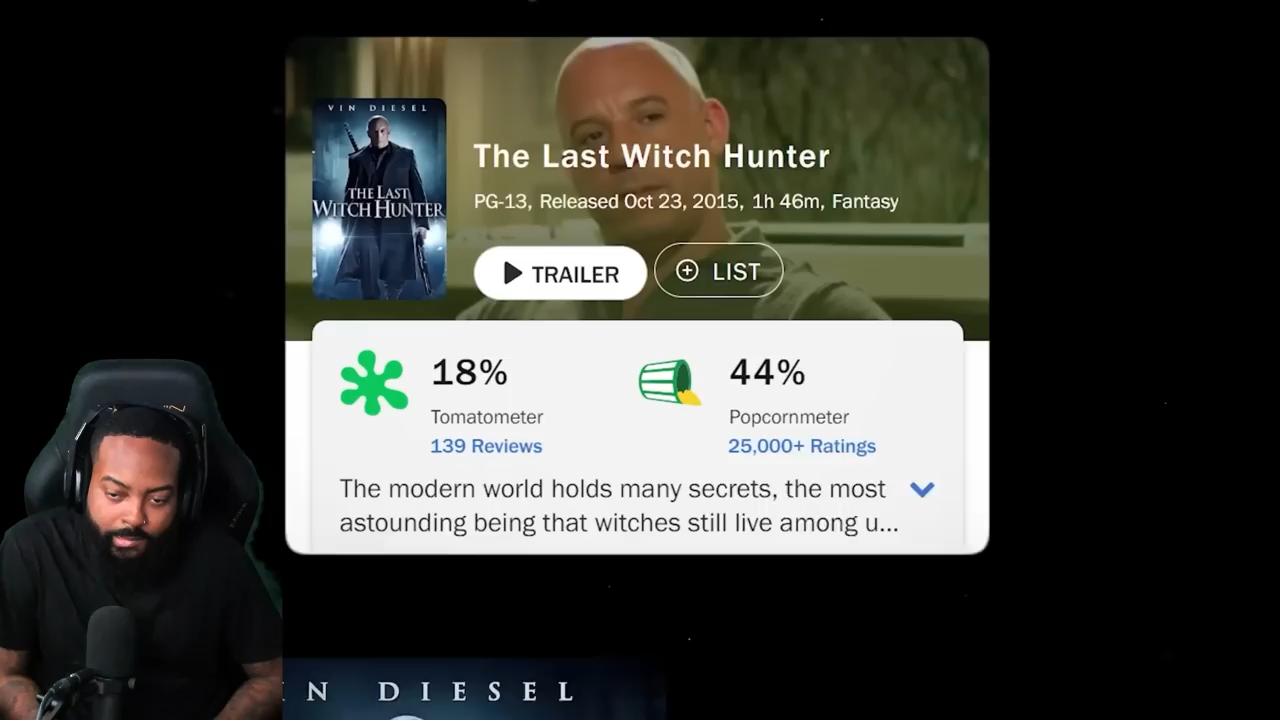 VIN DIESEL
THE LAST
WITCH HUNTER
The Last Witch Hunter
PG-13, Released Oct 23, 2015, 1h 46m, Fantasy
TRAILER
LIST
18%
Tomatometer
139 Reviews
44%
Popcornmeter
25,000+ Ratings
The modern world holds many secrets, the most
astounding being that witches still live among u...
N DIESEL